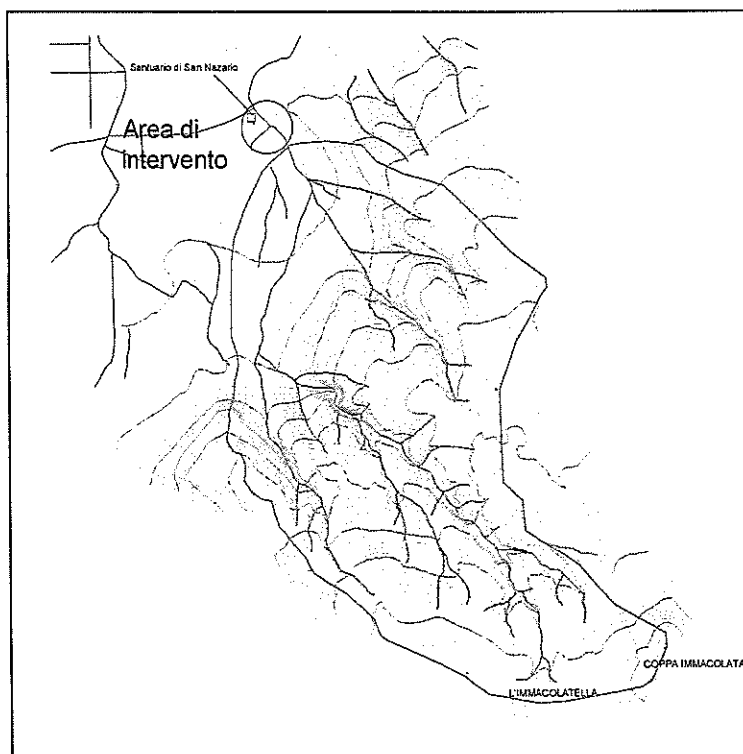 Santuario di San Nazario
Area di
intervento
COPPA IMMACOLATA
L'IMMACOLATELLA